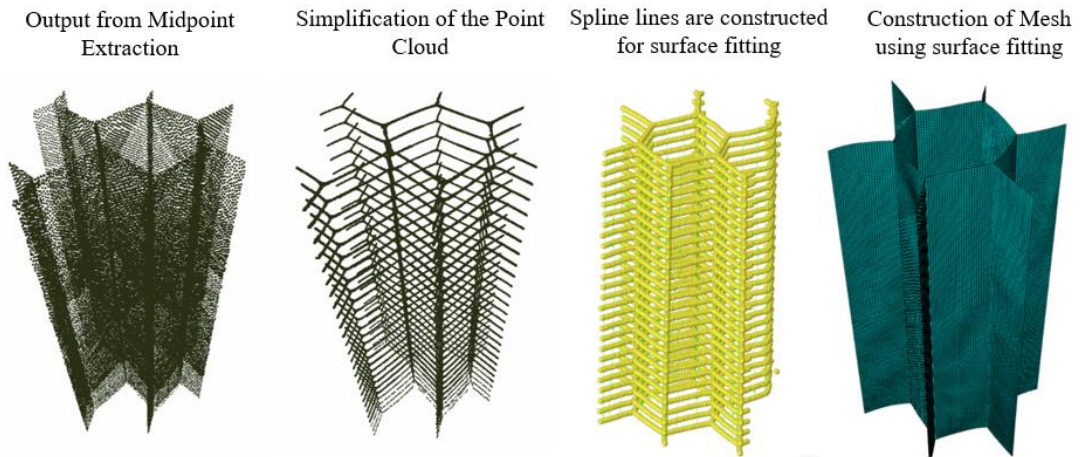 Output from Midpoint
Extraction
Simplification of the Point
Cloud
Spline lines are constructed
for surface fitting
Construction of Mesh
using surface fitting